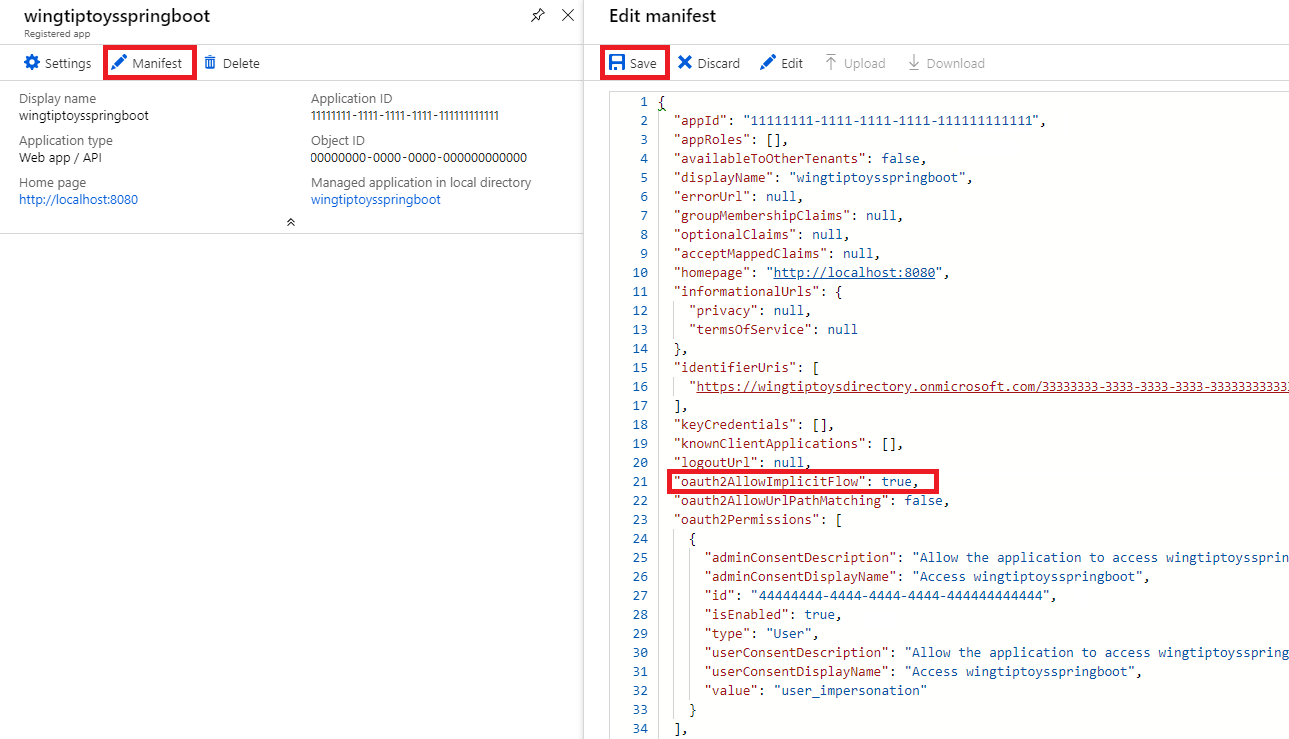 wingtiptoysspringboot
Registered app
Settings Manifest Delete
Display name
wingtiptoysspringboot
Application ID
11111111-1111-1111-1111-111111111111
Application type
Web app / API
Object ID
00000000-0000-0000-000000000000
Home page
http://localhost:8080
Managed application in local directory
wingtiptoysspringboot
Edit manifest
Save Discard Edit Upload Download
1 {
2 "appId": "11111111-1111-1111-1111-111111111111",
3 "appRoles": [],
4 "availableToOtherTenants": false,
5 "displayName": "wingtiptoysspringboot",
6 "errorUrl": null,
7 "groupMembershipClaims": null,
8 "optionalClaims": null,
9 "acceptMappedClaims": null,
10 "homepage": "http://localhost:8080",
11 "informationalUrls": {
12 "privacy": null,
13 "termsOfService": null
14 },
15 "identifierUris": [
16 "https://wingtiptoysdirectory.onmicrosoft.com/33333333-3333-3333-3333-333333333333
17 ],
18 "keyCredentials": [],
19 "knownClientApplications": [],
20 "logoutUrl": null,
21 "oauth2AllowImplicitFlow": true,
22 "oauth2AllowUrlPathMatching": false,
23 "oauth2Permissions": [
24 {
25 "adminConsentDescription": "Allow the application to access wingtiptoyssprin
26 "adminConsentDisplayName": "Access wingtiptoysspringboot",
27 "id": "44444444-4444-4444-4444-444444444444",
28 "isEnabled": true,
29 "type": "User",
30 "userConsentDescription": "Allow the application to access wingtiptoysspring
31 "userConsentDisplayName": "Access wingtiptoysspringboot",
32 "value": "user_impersonation"
33 }
34 ],